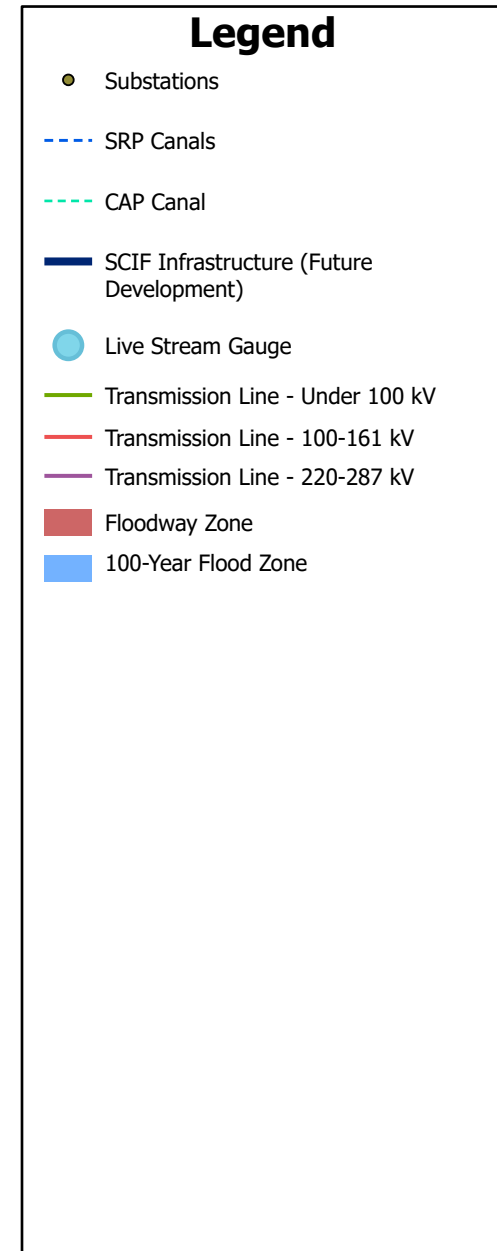 Legend
Substations
SRP Canals
CAP Canal
SCIF Infrastructure (Future
Development)
Live Stream Gauge
Transmission Line - Under 100 kV
Transmission Line - 100-161 kV
Transmission Line - 220-287 kV
Floodway Zone
100-Year Flood Zone